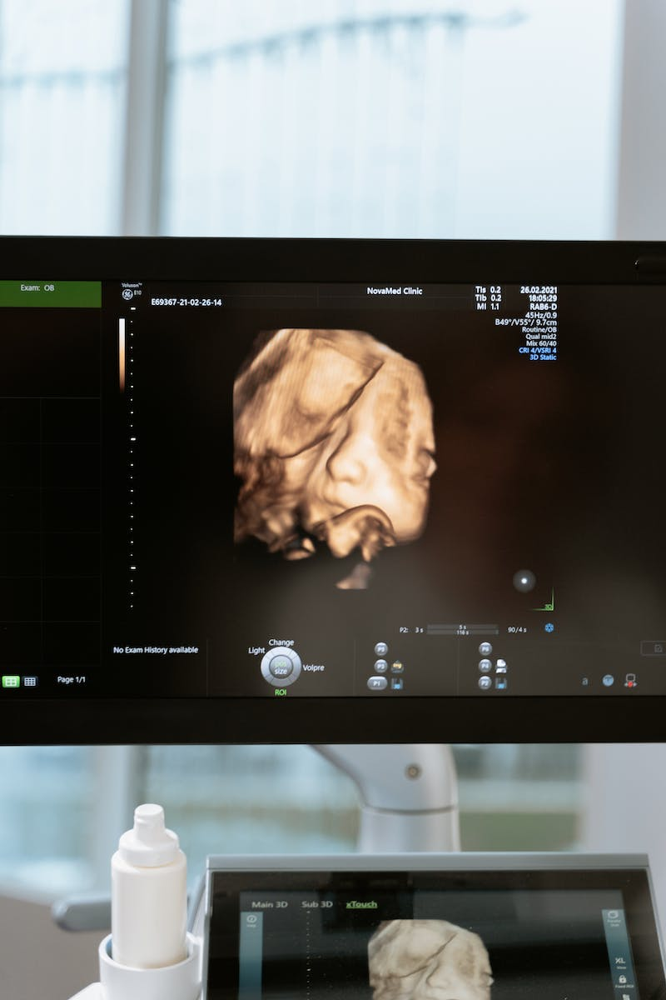 Exam: OB
Voluson™
E10
E69367-21-02-26-14
NovaMed Clinic
TIs 0.2
TIb 0.2
MI 1.1
26.02.2021
18:05:29
RAB6-D
45Hz/0.9
B49°/V55°/ 9.7cm
Routine/OB
Qual mid2
Mix 60/40
CRI 4/VSRI 4
3D Static
3D
P2: 3 s
5 s
116 s
90/4 s
No Exam History available
Change
Light
pos
size
Volpre
ROI
P5
P3
P1
P6
P4
P2
Page 1/1
a
Main 3D Sub 3D xTouch
XL